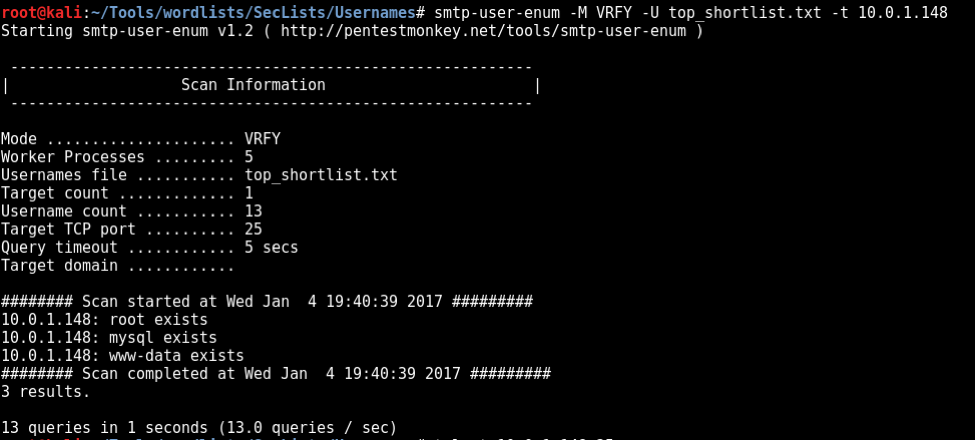 root@kali:~/Tools/wordlists/SecLists/Usernames# smtp-user-enum -M VRFY -U top_shortlist.txt -t 10.0.1.148
Starting smtp-user-enum v1.2 ( http://pentestmonkey.net/tools/smtp-user-enum )
 ----------------------------------------------------------
|                   Scan Information                       |
 ----------------------------------------------------------
Mode ..................... VRFY
Worker Processes ......... 5
Usernames file ........... top_shortlist.txt
Target count ............. 1
Username count ........... 13
Target TCP port .......... 25
Query timeout ............ 5 secs
Target domain ............
######## Scan started at Wed Jan  4 19:40:39 2017 #########
10.0.1.148: root exists
10.0.1.148: mysql exists
10.0.1.148: www-data exists
######## Scan completed at Wed Jan  4 19:40:39 2017 #########
3 results.
13 queries in 1 seconds (13.0 queries / sec)